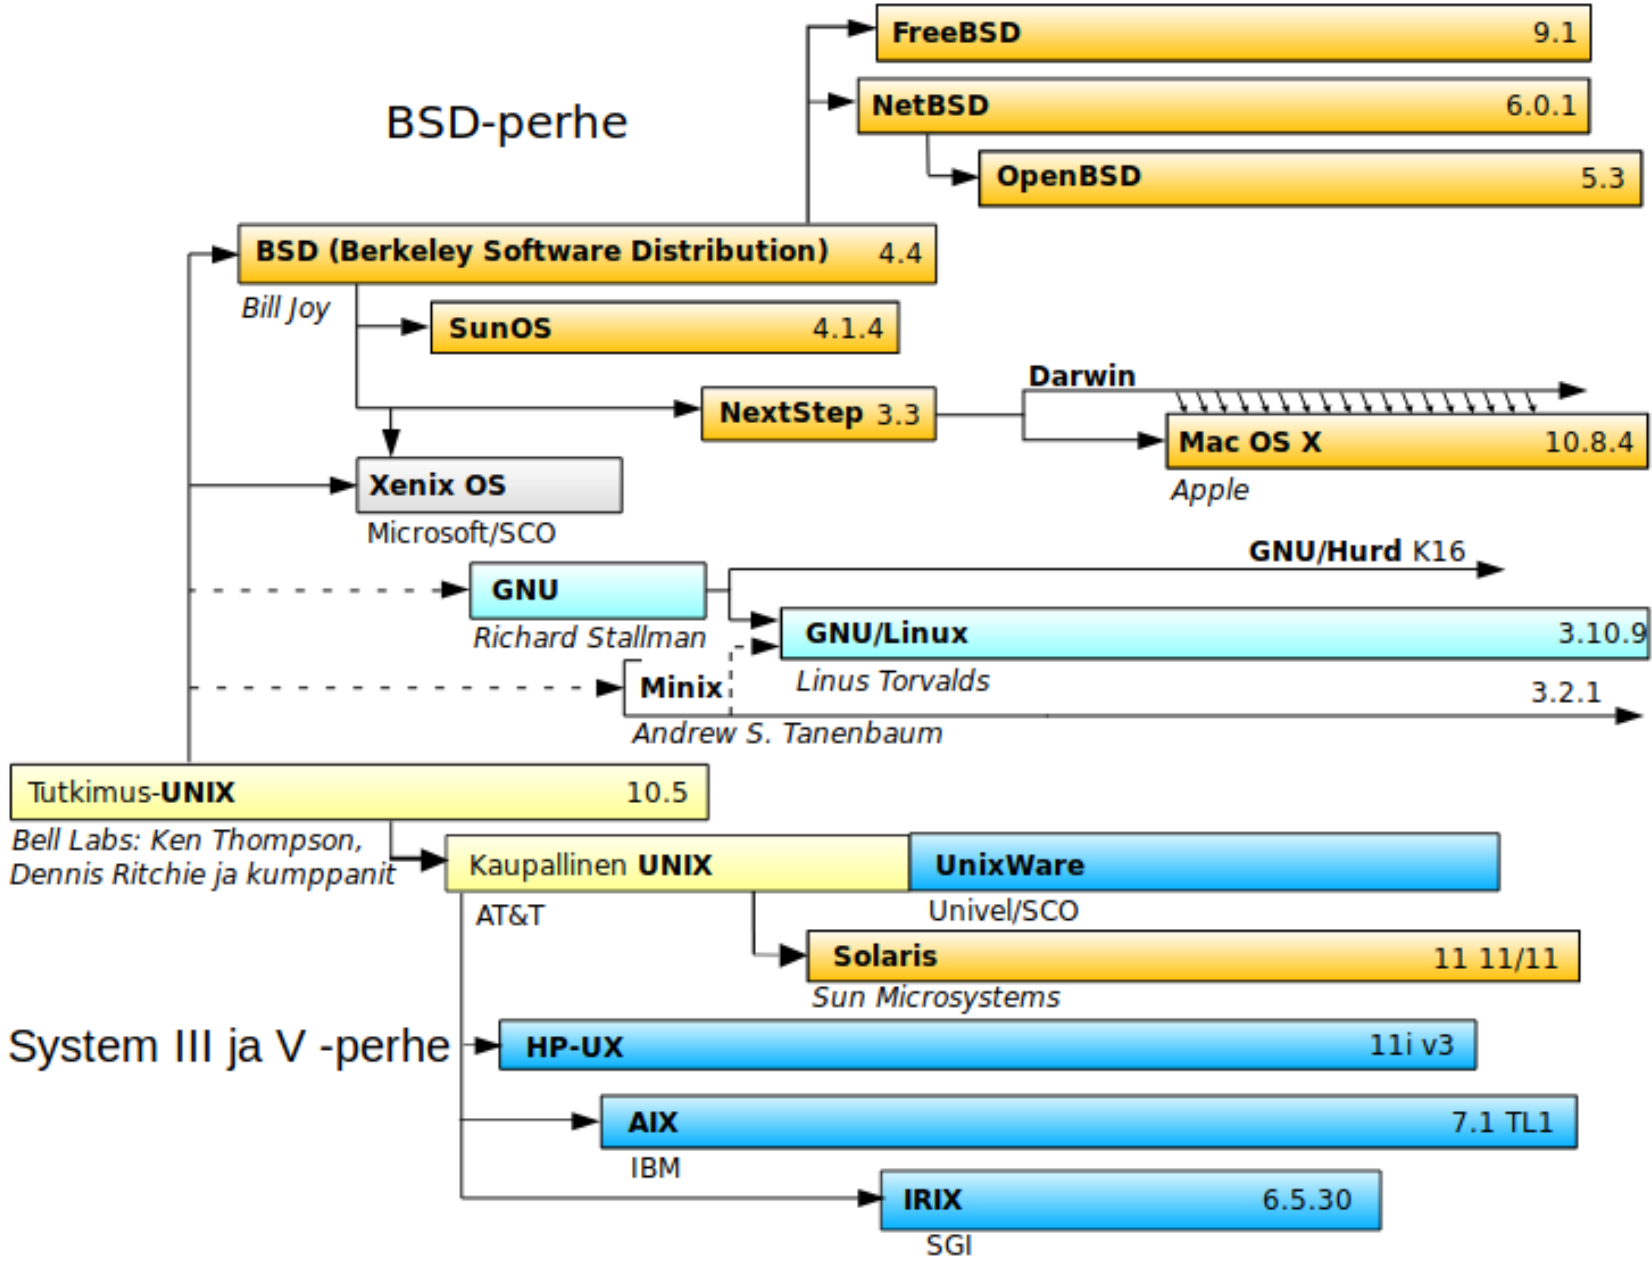 FreeBSD 9.1
BSD-perhe
NetBSD 6.0.1
OpenBSD 5.3
BSD (Berkeley Software Distribution) 4.4
Bill Joy
SunOS 4.1.4
Darwin
NextStep 3.3
Mac OS X 10.8.4
Apple
Xenix OS
Microsoft/SCO
GNU/Hurd K16
GNU
Richard Stallman
GNU/Linux 3.10.9
Linus Torvalds
Minix 3.2.1
Andrew S. Tanenbaum
Tutkimus-UNIX 10.5
Bell Labs: Ken Thompson,
Dennis Ritchie ja kumppanit
Kaupallinen UNIX
UnixWare
AT&T
Univel/SCO
Solaris 11 11/11
Sun Microsystems
System III ja V -perhe
HP-UX 11i v3
AIX 7.1 TL1
IBM
IRIX 6.5.30
SGI